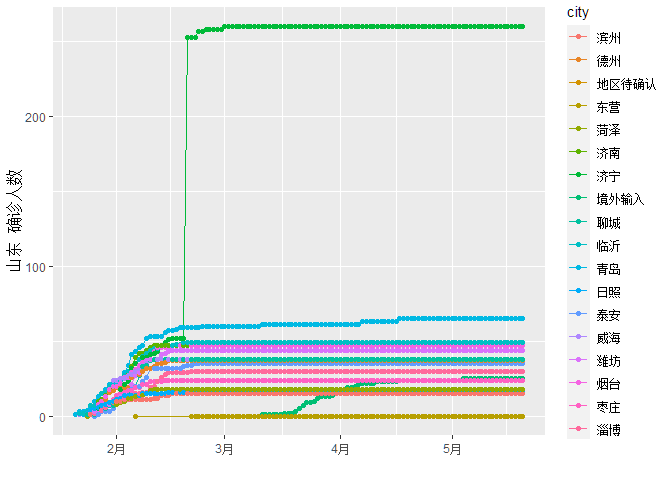 city
滨州
德州
地区待确认
东营
菏泽
济南
济宁
境外输入
聊城
临沂
青岛
日照
泰安
威海
潍坊
烟台
枣庄
淄博
山东 确诊人数
200
100
0
2月 3月 4月 5月